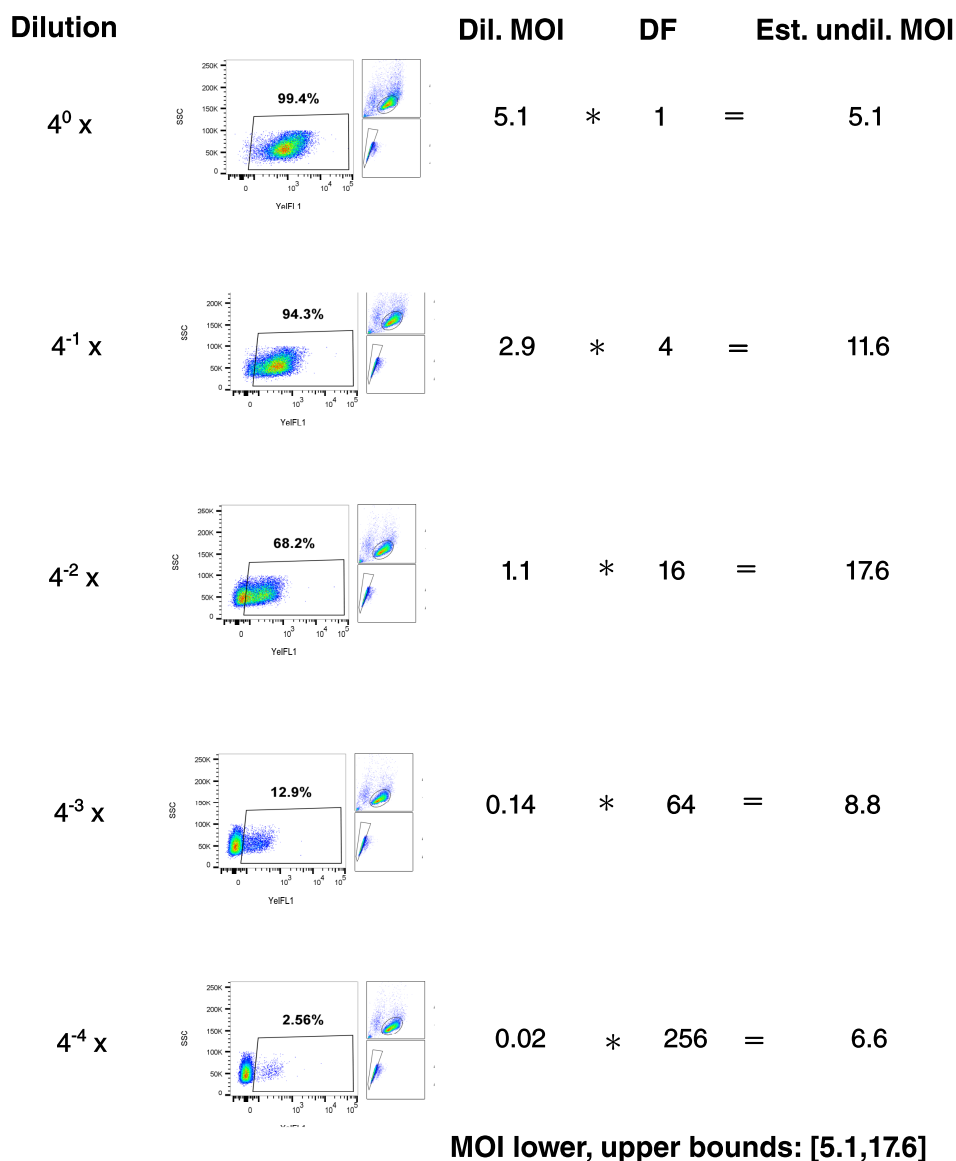 Dilution Dil. MOI DF Est. undil. MOI
250K
200K
150K
100K
50K
0
SSC
99.4%
0 10³ 10⁴ 10⁵
YelFL1
4⁰ x 5.1 * 1 = 5.1
200K
150K
100K
50K
0
SSC
94.3%
0 10³ 10⁴ 10⁵
YelFL1
4⁻¹ x 2.9 * 4 = 11.6
250K
200K
150K
100K
50K
0
SSC
68.2%
0 10³ 10⁴ 10⁵
YelFL1
4⁻² x 1.1 * 16 = 17.6
250K
200K
150K
100K
50K
0
SSC
12.9%
0 10³ 10⁴ 10⁵
YelFL1
4⁻³ x 0.14 * 64 = 8.8
250K
200K
150K
100K
50K
0
SSC
2.56%
0 10³ 10⁴ 10⁵
4⁻⁴ x 0.02 * 256 = 6.6
MOI lower, upper bounds: [5.1,17.6]